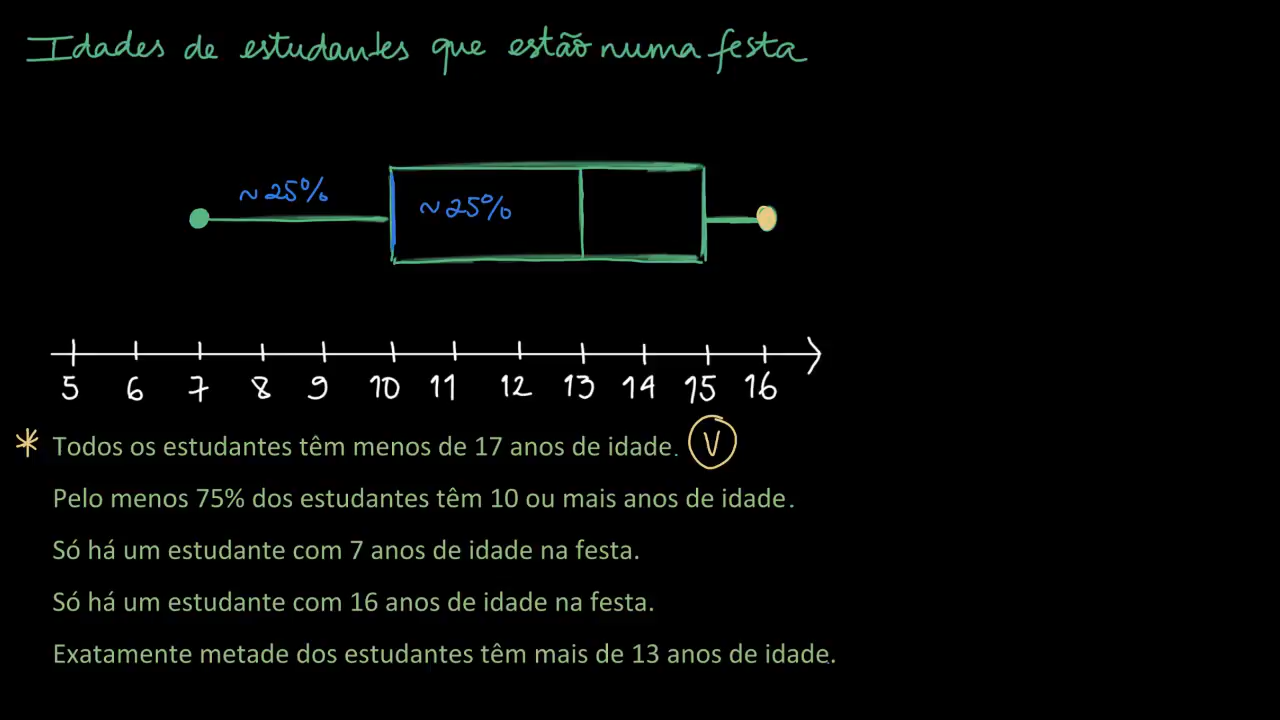 Idades de estudantes que estão numa festa
~25%
~25%
5 6 7 8 9 10 11 12 13 14 15 16
* Todos os estudantes têm menos de 17 anos de idade. V
Pelo menos 75% dos estudantes têm 10 ou mais anos de idade.
Só há um estudante com 7 anos de idade na festa.
Só há um estudante com 16 anos de idade na festa.
Exatamente metade dos estudantes têm mais de 13 anos de idade.